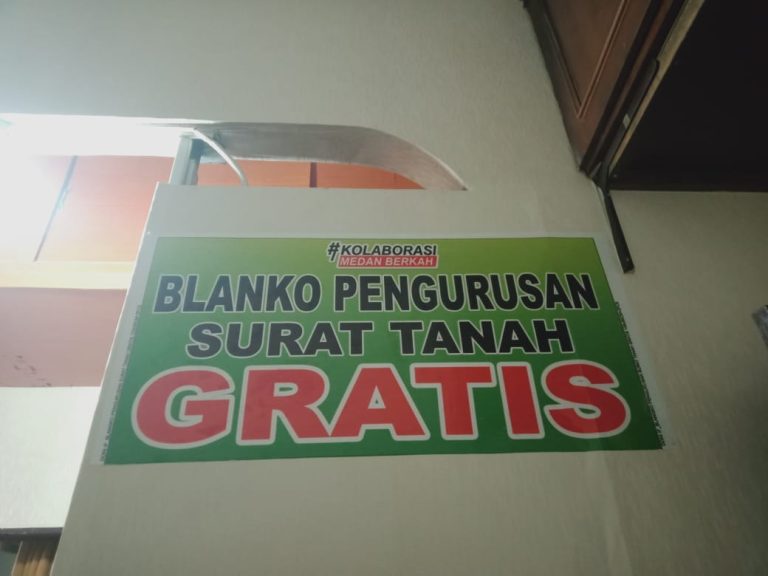 #KOLABORASI
MEDAN BERKAH
BLANKO PENGURUSAN
SURAT TANAH
GRATIS